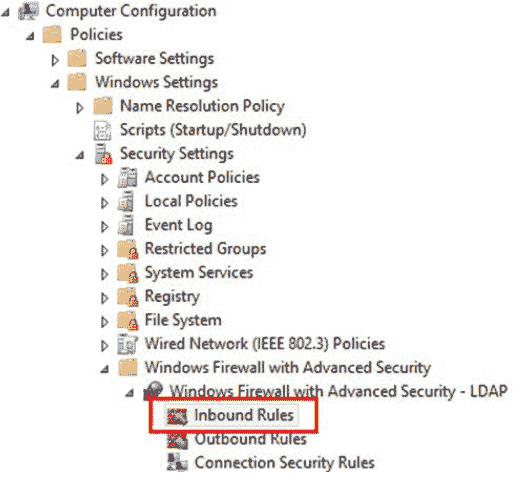 Computer Configuration
Policies
Software Settings
Windows Settings
Name Resolution Policy
Scripts (Startup/Shutdown)
Security Settings
Account Policies
Local Policies
Event Log
Restricted Groups
System Services
Registry
File System
Wired Network (IEEE 802.3) Policies
Windows Firewall with Advanced Security
Windows Firewall with Advanced Security - LDAP
Inbound Rules
Outbound Rules
Connection Security Rules